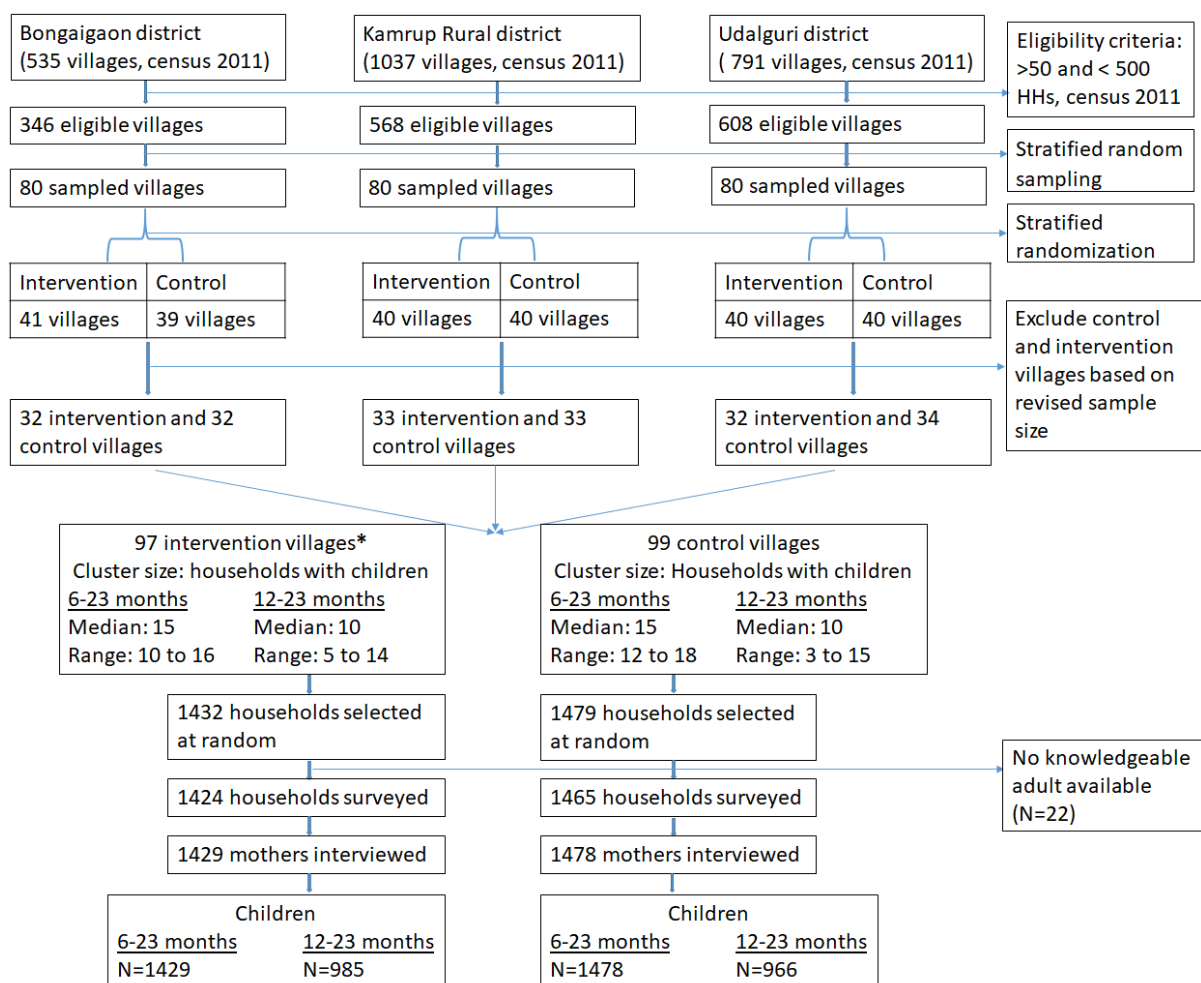 Bongaigaon district
(535 villages, census 2011)
Kamrup Rural district
(1037 villages, census 2011)
Udalguri district
( 791 villages, census 2011)
Eligibility criteria:
>50 and < 500
HHs, census 2011
346 eligible villages
568 eligible villages
608 eligible villages
Stratified random
sampling
80 sampled villages
80 sampled villages
80 sampled villages
Stratified
randomization
Intervention
Control
41 villages
39 villages
Intervention
Control
40 villages
40 villages
Intervention
Control
40 villages
40 villages
Exclude control
and intervention
villages based on
revised sample
size
32 intervention and 32
control villages
33 intervention and 33
control villages
32 intervention and 34
control villages
97 intervention villages*
Cluster size: households with children
6-23 months
12-23 months
Median: 15
Median: 10
Range: 10 to 16
Range: 5 to 14
99 control villages
Cluster size: Households with children
6-23 months
12-23 months
Median: 15
Median: 10
Range: 12 to 18
Range: 3 to 15
1432 households selected
at random
1479 households selected
at random
No knowledgeable
adult available
(N=22)
1424 households surveyed
1465 households surveyed
1429 mothers interviewed
1478 mothers interviewed
Children
6-23 months
12-23 months
N=1429
N=985
Children
6-23 months
12-23 months
N=1478
N=966